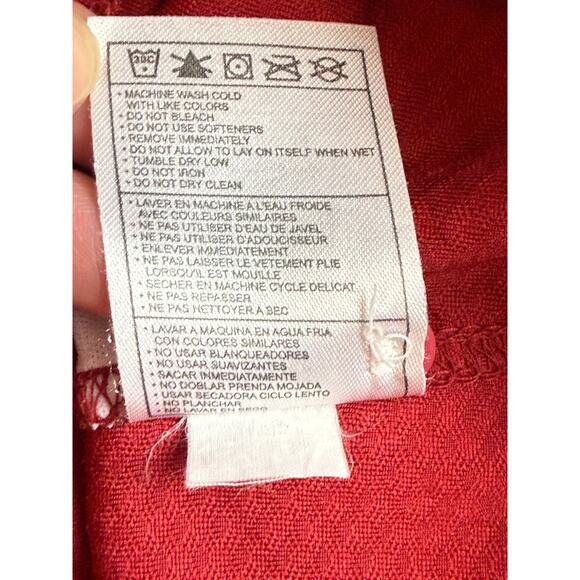 30C
• MACHINE WASH COLD
WITH LIKE COLORS
• DO NOT BLEACH
• DO NOT USE SOFTENERS
• REMOVE IMMEDIATELY
• DO NOT ALLOW TO LAY ON ITSELF WHEN WET
• TUMBLE DRY LOW
• DO NOT IRON
• DO NOT DRY CLEAN
• LAVER EN MACHINE A L'EAU FROIDE
AVEC COULEURS SIMILAIRES
• NE PAS UTILISER D'EAU DE JAVEL
• NE PAS UTILISER D'ADOUCISSEUR
ENLEVER IMMEDIATEMENT
• NE PAS LAISSER LE VETEMENT PLIE
LORSQU'IL EST MOUILLE
• SECHER EN MACHINE CYCLE DELICAT
• NE PAS REPASSER
• NE PAS NETTOYER A SEC
• LAVAR A MAQUINA EN AGUA FRIA
CON COLORES SIMILARES
• NO USAR BLANQUEADORES
• NO USAR SUAVIZANTES
• SACAR INMEDIATAMENTE
• NO DOBLAR PRENDA MOJADA
• USAR SECADORA CICLO LENTO
• NO PLANCHAR
• NO LAVAR EN SECO